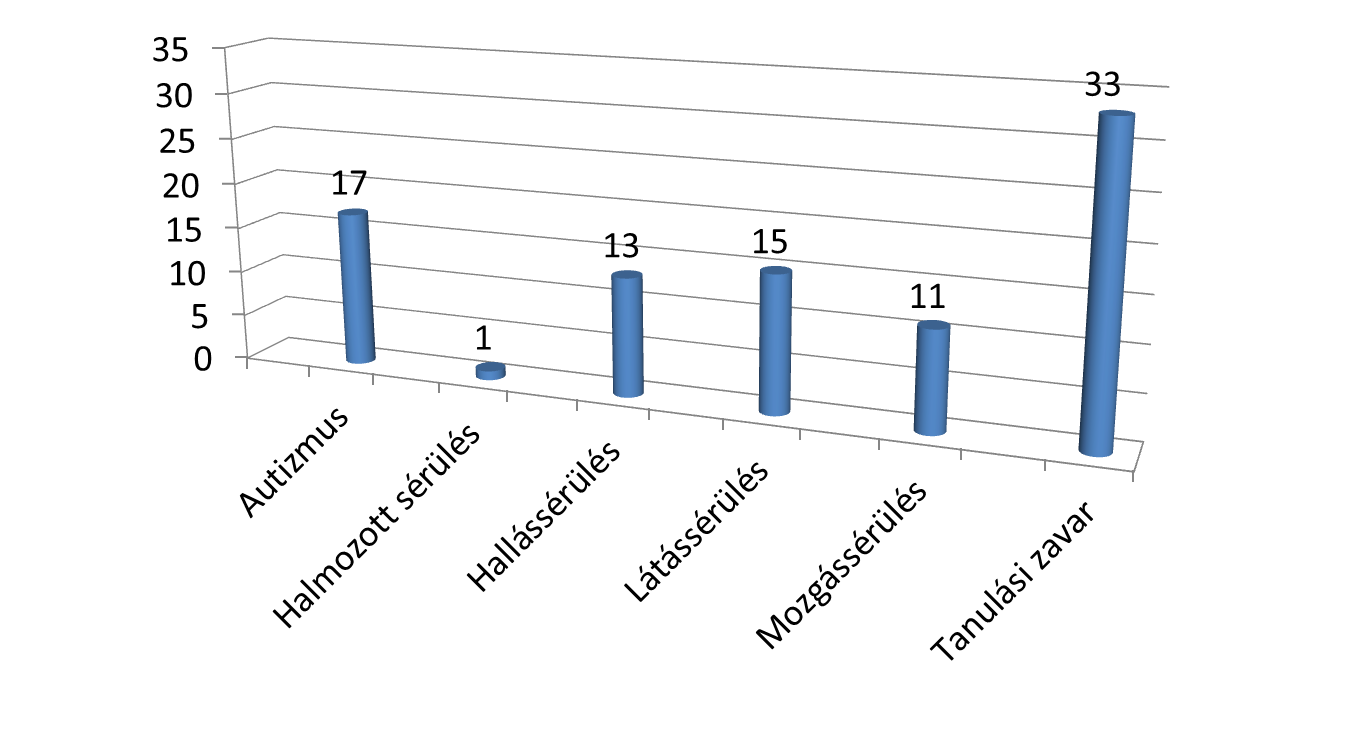 35
30
25
20
15
10
5
0
17
1
13
15
11
33
Autizmus
Halmozott sérülés
Hallássérülés
Látássérülés
Mozgássérülés
Tanulási zavar